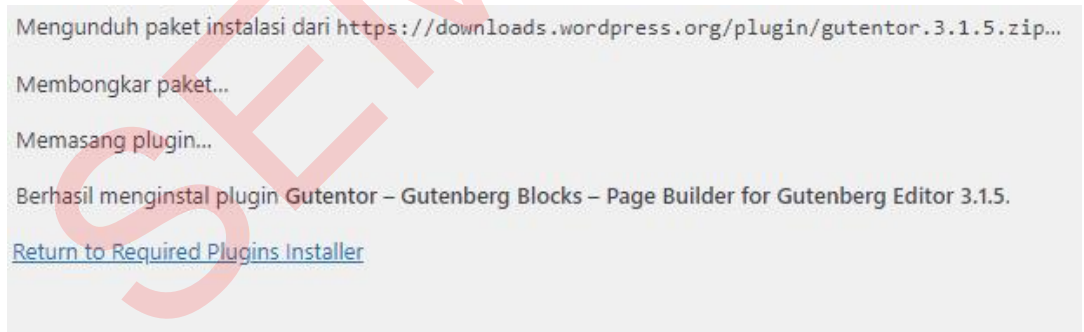 Mengunduh paket instalasi dari https://downloads.wordpress.org/plugin/gutentor.3.1.5.zip…
Membongkar paket…
Memasang plugin…
Berhasil menginstal plugin Gutentor – Gutenberg Blocks – Page Builder for Gutenberg Editor 3.1.5.
Return to Required Plugins Installer